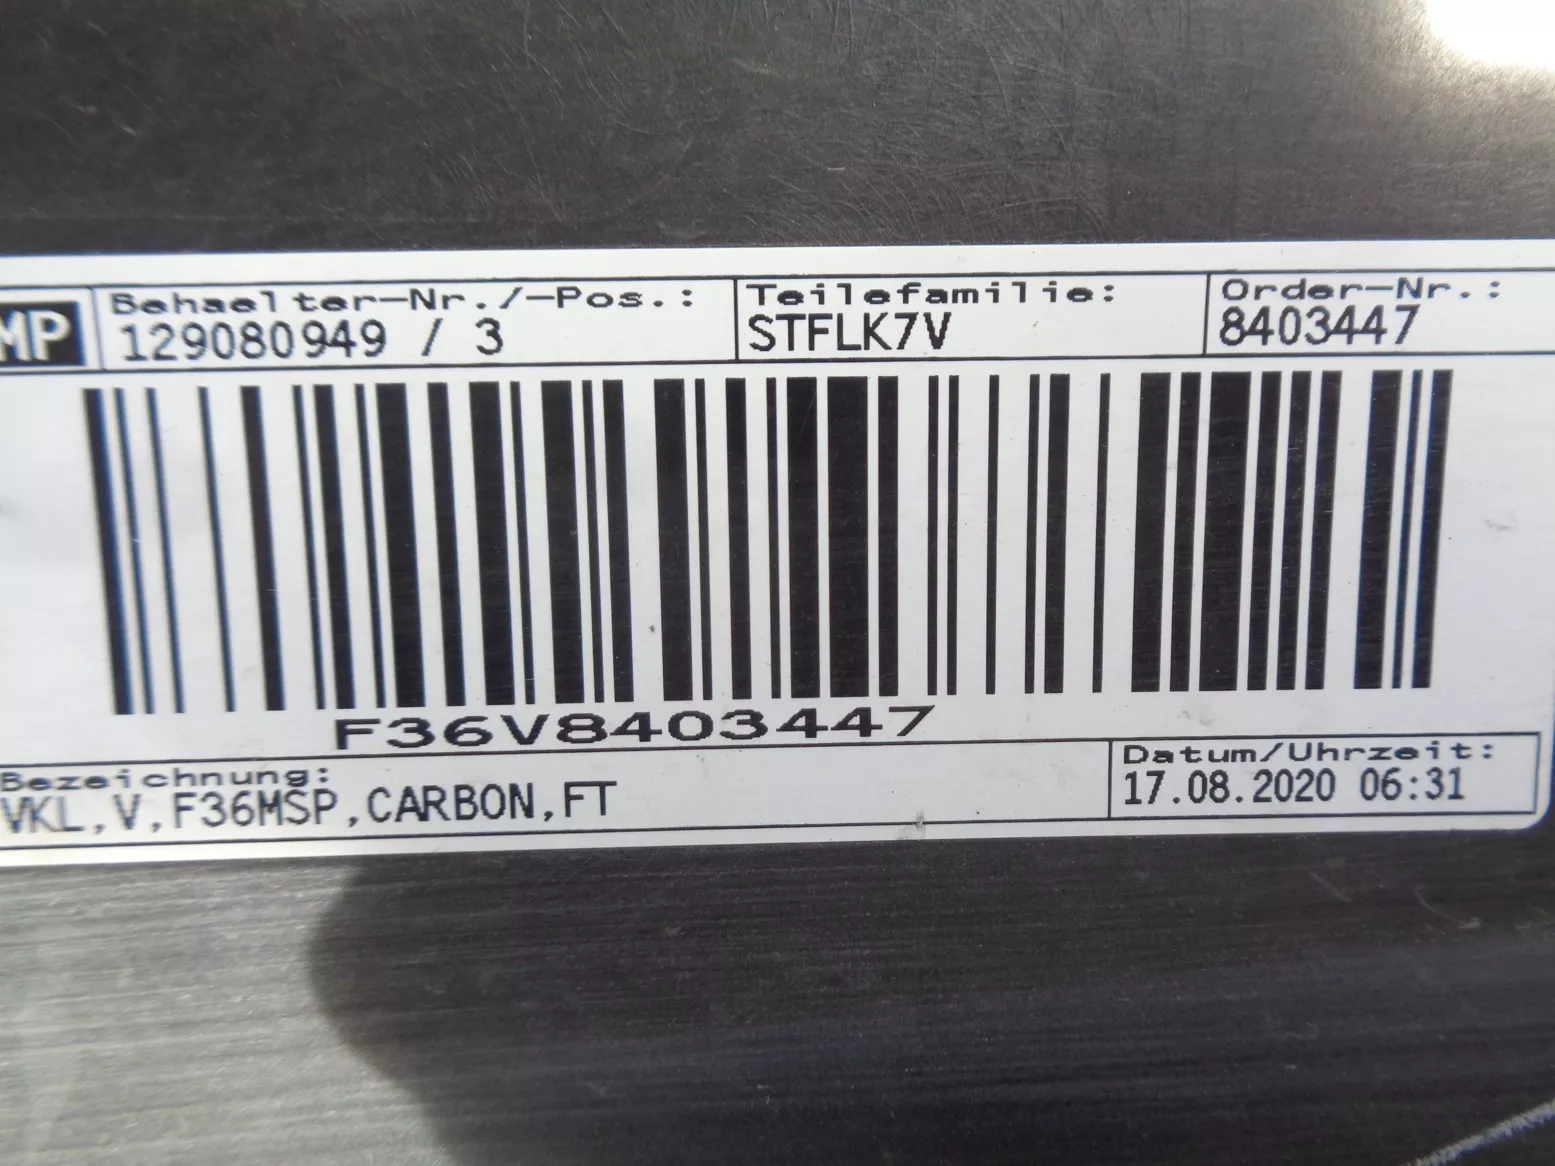 MP
Behaelter-Nr./-Pos.: Teilefamilie: Order-Nr.:
129080949 / 3 STFLK7V 8403447
F36V8403447
Bezeichnung: Datum/Uhrzeit:
VKL,V,F36MSP,CARBON,FT 17.08.2020 06:31